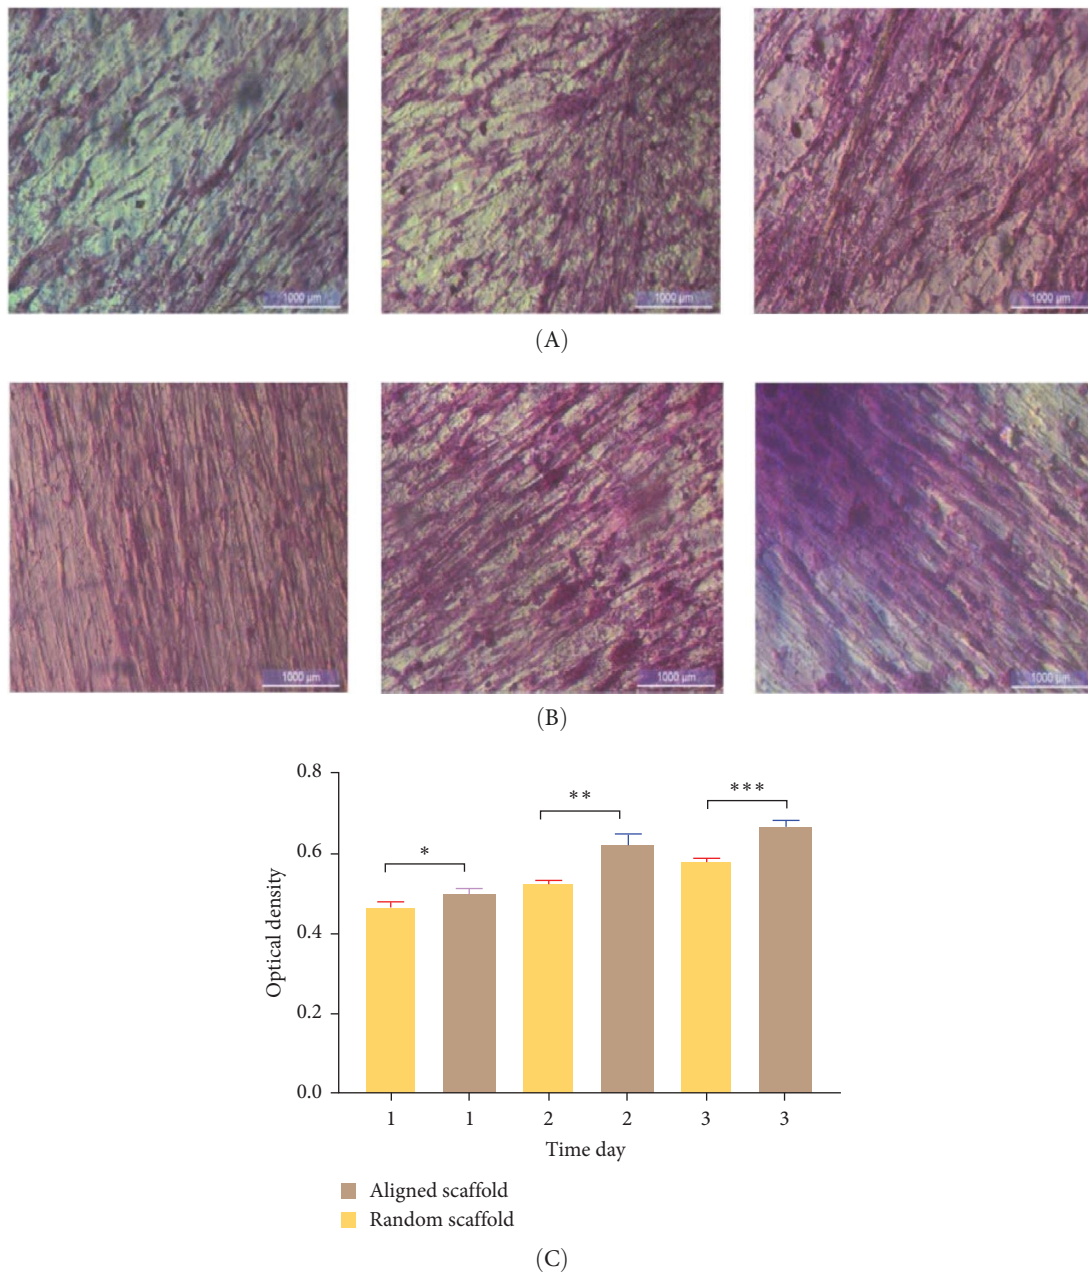 1000 µm 1000 µm 1000 µm
(A)
1000 µm 1000 µm 1000 µm
(B)
0.8
0.6
0.4
0.2
0.0
Optical density
*
**
***
1 1 2 2 3 3
Time day
Aligned scaffold
Random scaffold
(C)